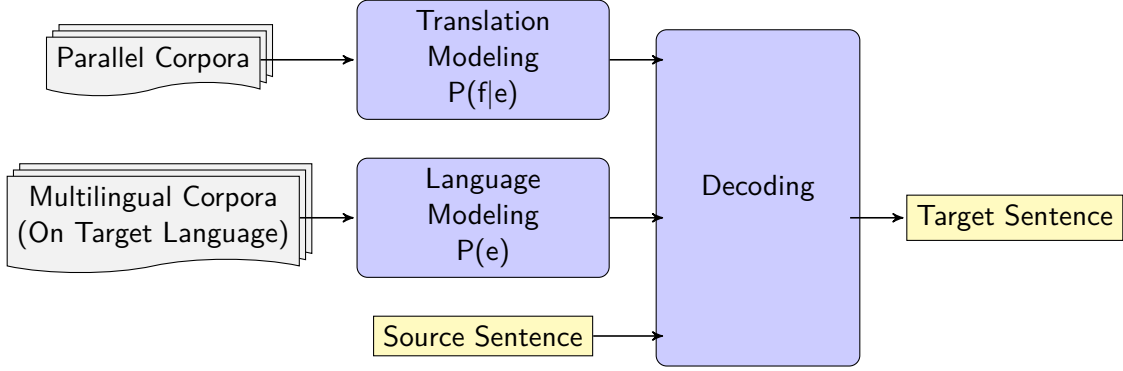 Parallel Corpora
Translation
Modeling
P(f|e)
Multilingual Corpora
(On Target Language)
Language
Modeling
P(e)
Source Sentence
Decoding
Target Sentence